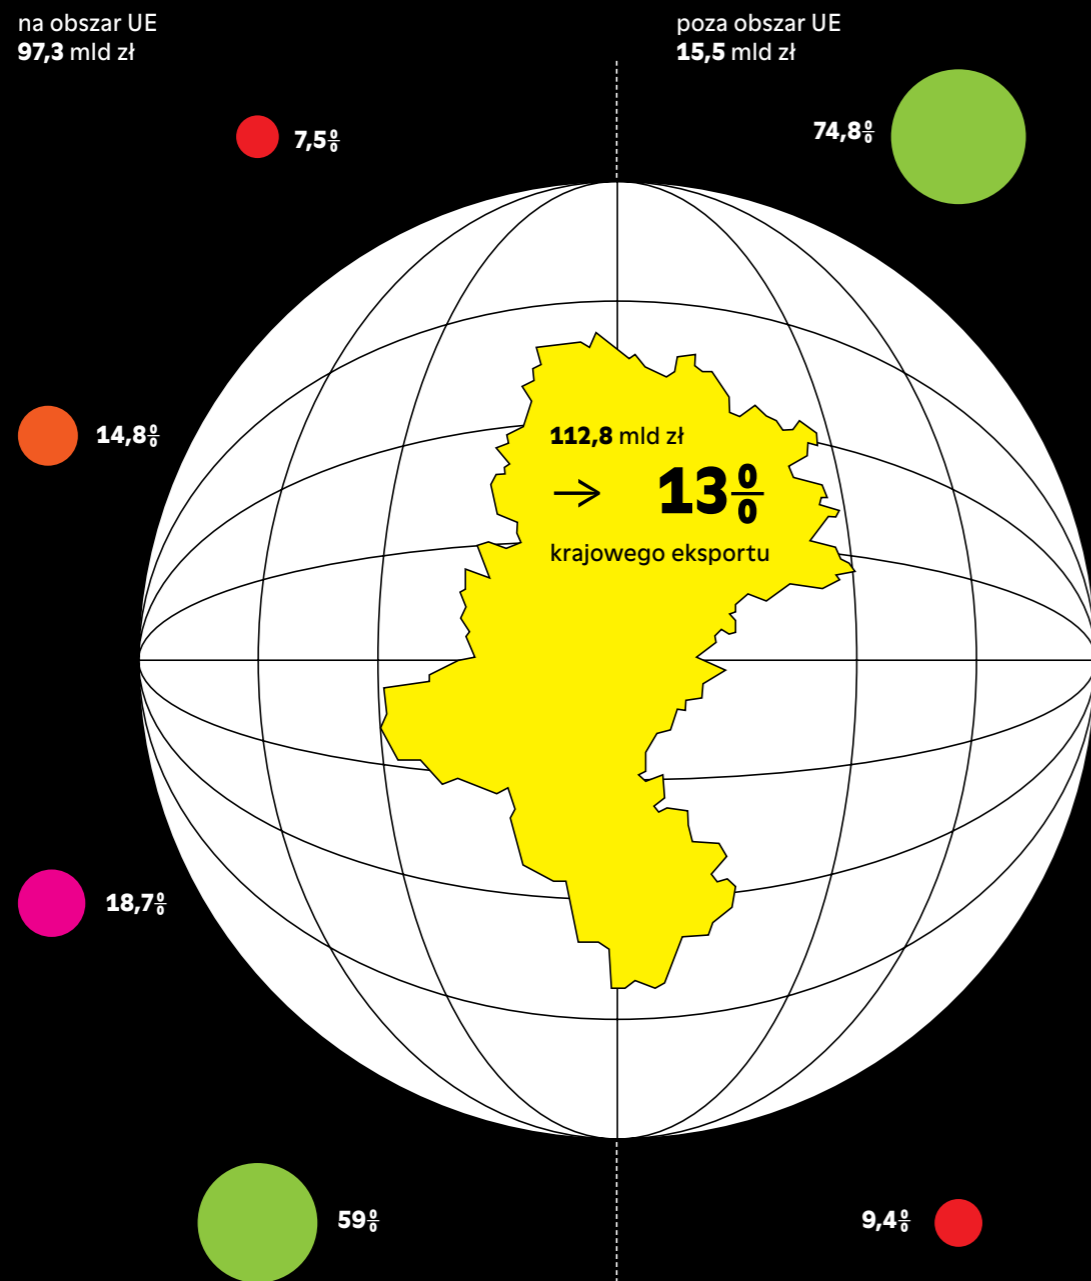 na obszar UE
97,3 mld zł
poza obszar UE
15,5 mld zł
7,5%
74,8%
14,8%
112,8 mld zł
→ 13%
krajowego eksportu
18,7%
59%
9,4%